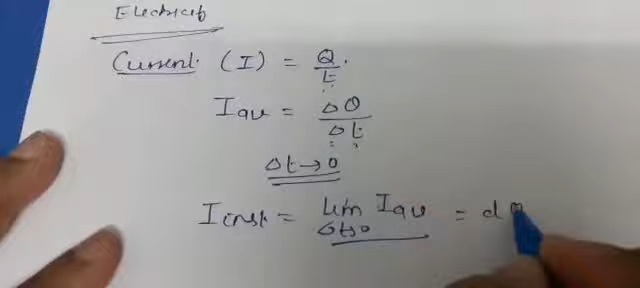 Electricity
Current (I) = Q/t.
Iav = ΔQ/Δt
Δt→0
Iinst = lim Δt→0 Iav = d